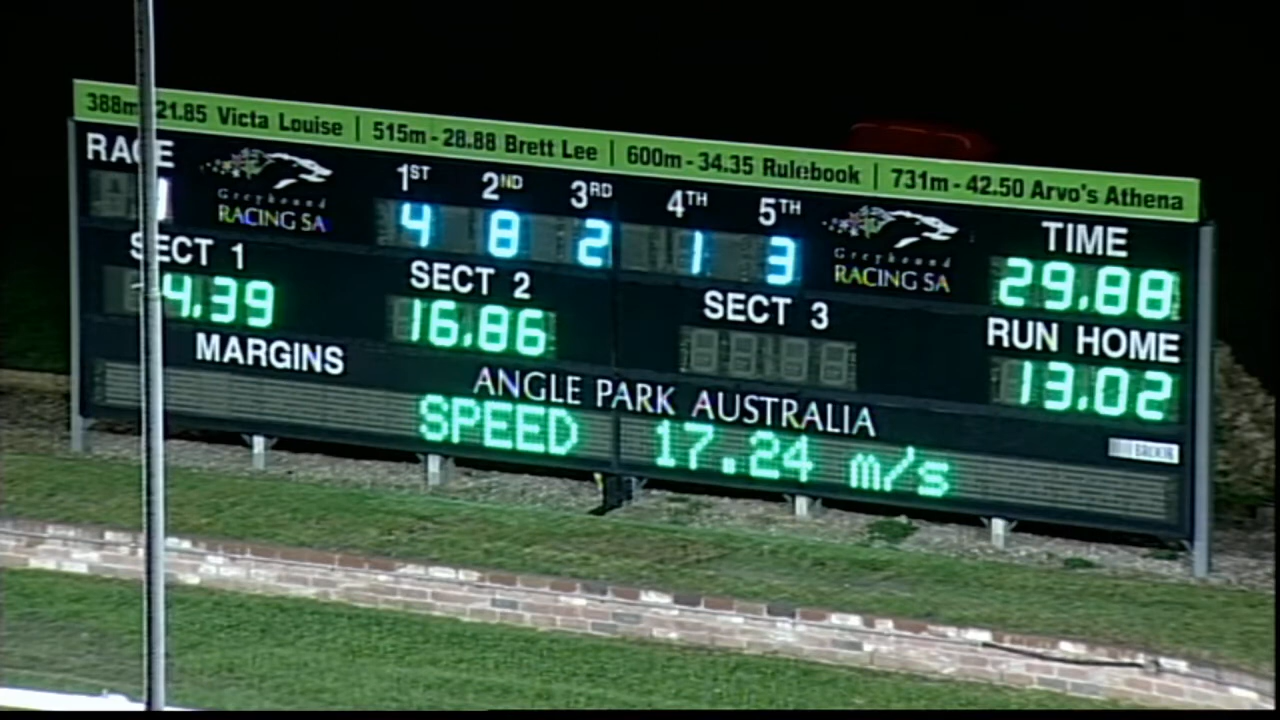 388m-21.85 Victa Louise | 515m-28.88 Brett Lee | 600m-34.35 Rulebook | 731m-42.50 Arvo's Athena
RACE 1ST 2ND 3RD 4TH 5TH TIME
4 8 2 1 3 29.88
Greyhound RACING SA Greyhound RACING SA
SECT 1 SECT 2 SECT 3 RUN HOME
4.39 16.86 13.02
MARGINS ANGLE PARK AUSTRALIA
SPEED 17.24 m/s